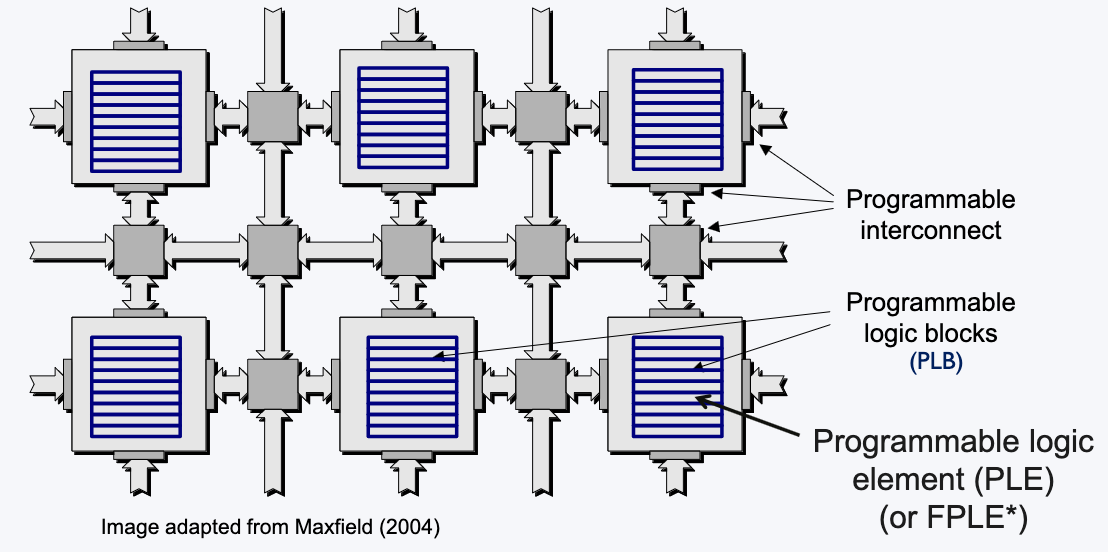 Programmable
interconnect
Programmable
logic blocks
(PLB)
Programmable logic
element (PLE)
(or FPLE*)
Image adapted from Maxfield (2004)